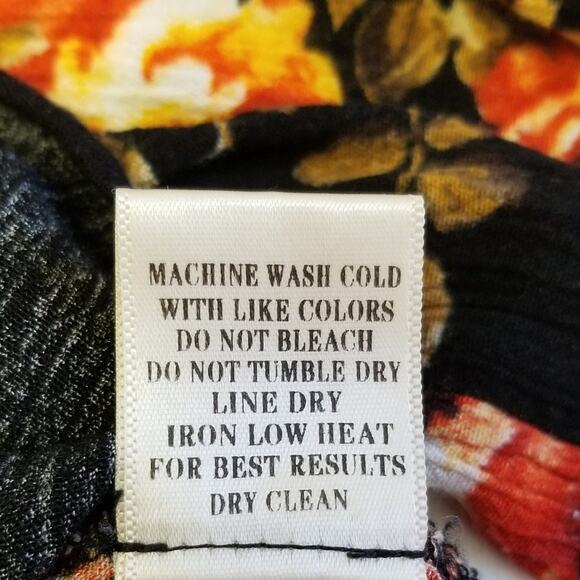 MACHINE WASH COLD
WITH LIKE COLORS
DO NOT BLEACH
DO NOT TUMBLE DRY
LINE DRY
IRON LOW HEAT
FOR BEST RESULTS
DRY CLEAN